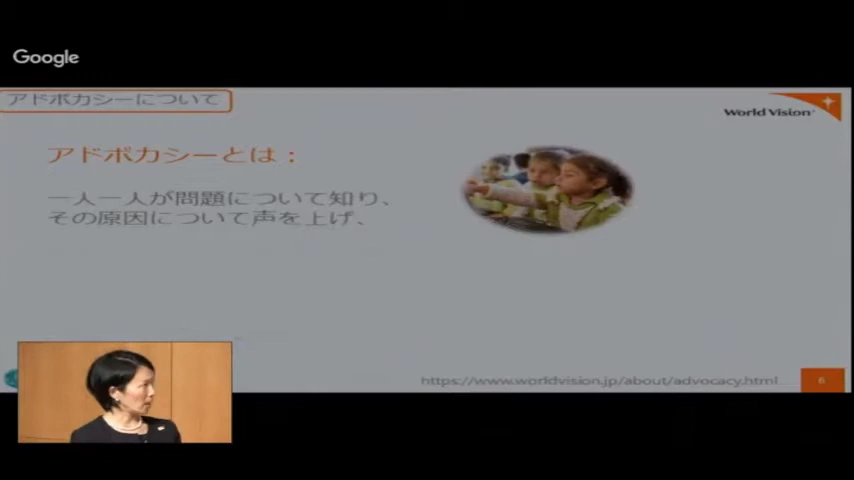 Google
アドボカシーについて
World Vision
アドボカシーとは：
一人一人が問題について知り、
その原因について声を上げ、
https://www.worldvision.jp/about/advocacy.html
6